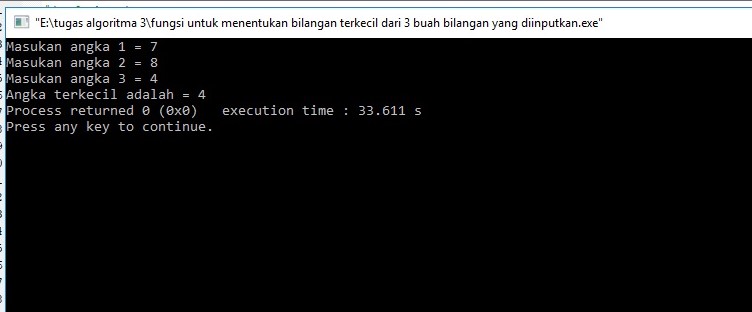 "E:\tugas algoritma 3\fungsi untuk menentukan bilangan terkecil dari 3 buah bilangan yang diinputkan.exe"
Masukan angka 1 = 7
Masukan angka 2 = 8
Masukan angka 3 = 4
Angka terkecil adalah = 4
Process returned 0 (0x0)   execution time : 33.611 s
Press any key to continue.